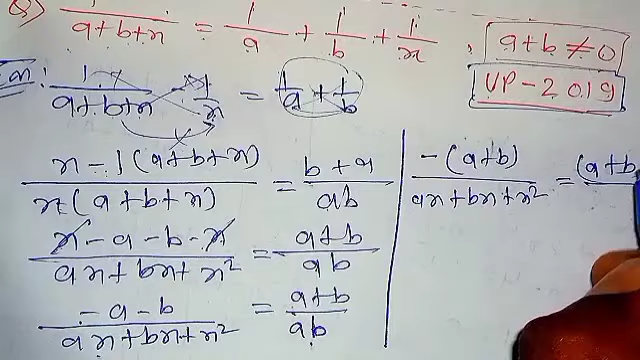 Q) 1/(a+b+x) = 1/a + 1/b + 1/x , a+b ≠ 0
UP-2019
1/(a+b+x) - 1/x = 1/a + 1/b
x - 1(a+b+x)/x(a+b+x) = b+a/ab
x - a - b - x/ax+bx+x² = a+b/ab
-a-b/ax+bx+x² = a+b/ab
-(a+b)/ax+bx+x² = (a+b